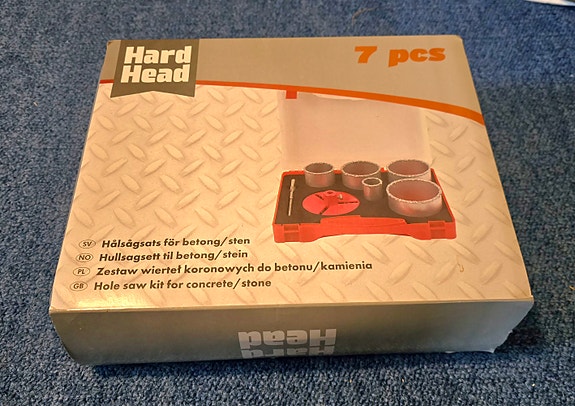 Hard
Head
7 pcs
SV Hålsågsats för betong/sten
NO Hullsagsett til betong/stein
PL Zestaw wierteł koronowych do betonu/kamienia
GB Hole saw kit for concrete/stone
Head
Hard